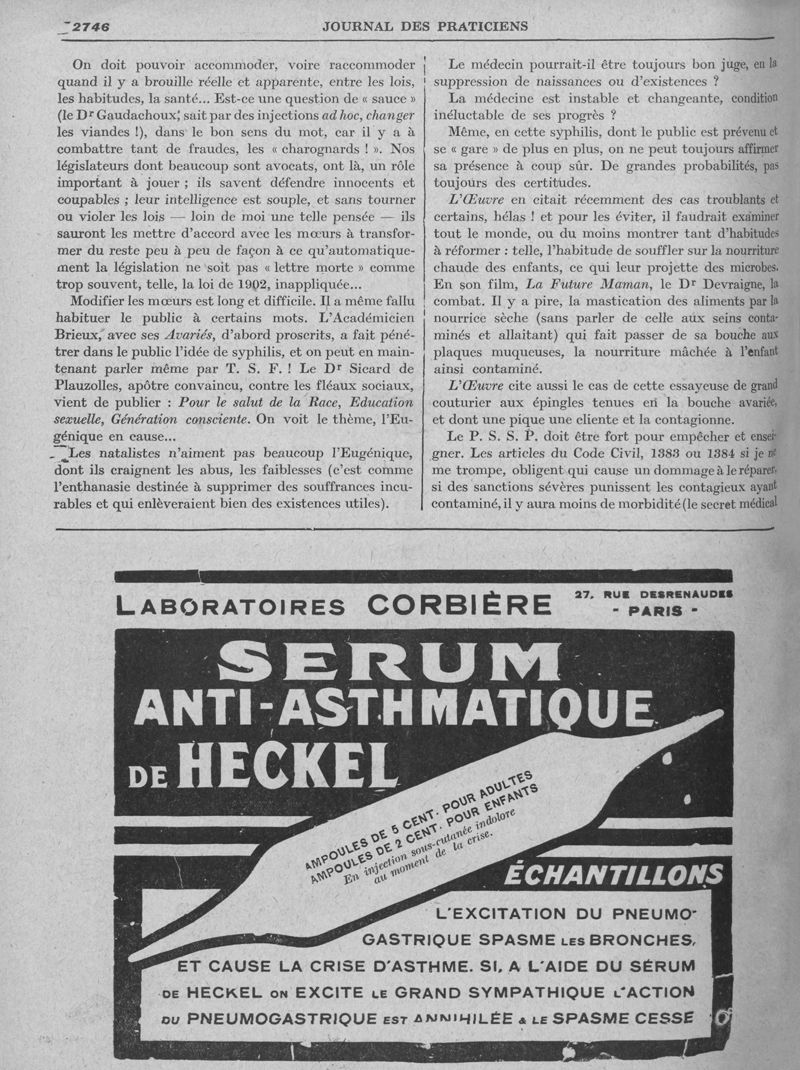 2746
JOURNAL DES PRATICIENS
On doit pouvoir accommoder, voire raccommoder
quand il y a brouille réelle et apparente, entre les lois,
les habitudes, la santé... Est-ce une question de « sauce »
(le Dr Gaudachoux, sait par des injections ad hoc, changer
les viandes !), dans le bon sens du mot, car il y a à
combattre tant de fraudes, les « charognards ! ». Nos
législateurs dont beaucoup sont avocats, ont là, un rôle
important à jouer ; ils savent défendre innocents et
coupables ; leur intelligence est souple, et sans tourner
ou violer les lois — loin de moi une telle pensée — ils
sauront les mettre d'accord avec les mœurs à transfor-
mer du reste peu à peu de façon à ce qu'automatique-
ment la législation ne soit pas « lettre morte » comme
trop souvent, telle, la loi de 1902, inappliquée...
Modifier les mœurs est long et difficile. Il a même fallu
habituer le public à certains mots. L'Académicien
Brieux, avec ses Avariés, d'abord proscrits, a fait péné-
trer dans le public l'idée de syphilis, et on peut en main-
tenant parler même par T. S. F. ! Le Dr Sicard de
Plauzolles, apôtre convaincu, contre les fléaux sociaux,
vient de publier : Pour le salut de la Race, Education
sexuelle, Génération consciente. On voit le thème, l'Eu-
génique en cause...
Les natalistes n'aiment pas beaucoup l'Eugénique,
dont ils craignent les abus, les faiblesses (c'est comme
l'enthanasie destinée à supprimer des souffrances incu-
rables et qui enlèveraient bien des existences utiles).
Le médecin pourrait-il être toujours bon juge, en la
suppression de naissances ou d'existences ?
La médecine est instable et changeante, condition
inéluctable de ses progrès ?
Même, en cette syphilis, dont le public est prévenu et
se « gare » de plus en plus, on ne peut toujours affirmer
sa présence à coup sûr. De grandes probabilités, pas
toujours des certitudes.
L'Œuvre en citait récemment des cas troublants et
certains, hélas ! et pour les éviter, il faudrait examiner
tout le monde, ou du moins montrer tant d'habitudes
à réformer : telle, l'habitude de souffler sur la nourriture
chaude des enfants, ce qui leur projette des microbes.
En son film, La Future Maman, le Dr Devraigne, la
combat. Il y a pire, la mastication des aliments par la
nourrice sèche (sans parler de celle aux seins conta-
minés et allaitant) qui fait passer de sa bouche aux
plaques muqueuses, la nourriture mâchée à l'enfant
ainsi contaminé.
L'Œuvre cite aussi le cas de cette essayeuse de grand
couturier aux épingles tenues en la bouche avariée,
et dont une pique une cliente et la contagionne.
Le P. S. S. P. doit être fort pour empêcher et ensei-
gner. Les articles du Code Civil, 1383 ou 1384 si je ne
me trompe, obligent qui cause un dommage à le réparer,
si des sanctions sévères punissent les contagieux ayant
contaminé, il y aura moins de morbidité (le secret médical
LABORATOIRES CORBIÈRE
27, RUE DESRENAUDES
- PARIS -
SERUM
ANTI-ASTHMATIQUE
DE HECKEL
AMPOULES DE 5 CENT. POUR ADULTES
AMPOULES DE 2 CENT. POUR ENFANTS
En injection sous-cutanée indolore
au moment de la crise.
ÉCHANTILLONS
L'EXCITATION DU PNEUMO-
GASTRIQUE SPASME LES BRONCHES,
ET CAUSE LA CRISE D'ASTHME. SI, A L'AIDE DU SÉRUM
DE HECKEL ON EXCITE LE GRAND SYMPATHIQUE L'ACTION
DU PNEUMOGASTRIQUE EST ANNIHILÉE & LE SPASME CESSE